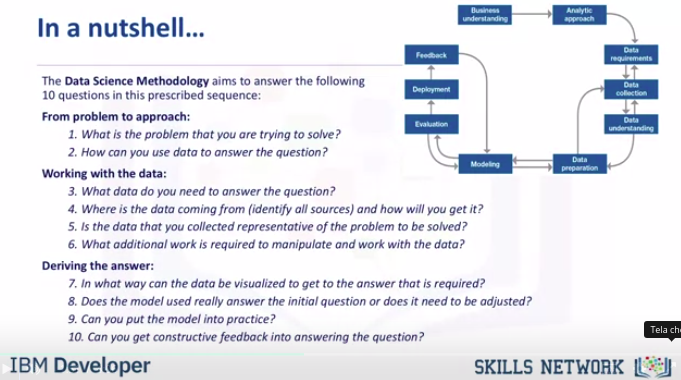 In a nutshell...
The Data Science Methodology aims to answer the following
10 questions in this prescribed sequence:
From problem to approach:
1. What is the problem that you are trying to solve?
2. How can you use data to answer the question?
Working with the data:
3. What data do you need to answer the question?
4. Where is the data coming from (identify all sources) and how will you get it?
5. Is the data that you collected representative of the problem to be solved?
6. What additional work is required to manipulate and work with the data?
Deriving the answer:
7. In what way can the data be visualized to get to the answer that is required?
8. Does the model used really answer the initial question or does it need to be adjusted?
9. Can you put the model into practice?
10. Can you get constructive feedback into answering the question?
Business
understanding
Analytic
approach
Data
requirements
Data
collection
Data
understanding
Data
preparation
Modeling
Evaluation
Deployment
Feedback
Tela ch
IBM Developer
SKILLS NETWORK